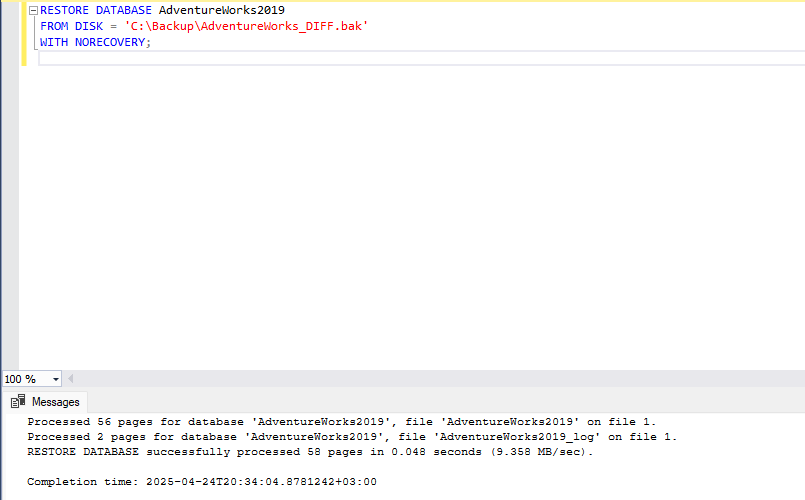 RESTORE DATABASE AdventureWorks2019
FROM DISK = 'C:\Backup\AdventureWorks_DIFF.bak'
WITH NORECOVERY;
100 %
Messages
Processed 56 pages for database 'AdventureWorks2019', file 'AdventureWorks2019' on file 1.
Processed 2 pages for database 'AdventureWorks2019', file 'AdventureWorks2019_log' on file 1.
RESTORE DATABASE successfully processed 58 pages in 0.048 seconds (9.358 MB/sec).
Completion time: 2025-04-24T20:34:04.8781242+03:00